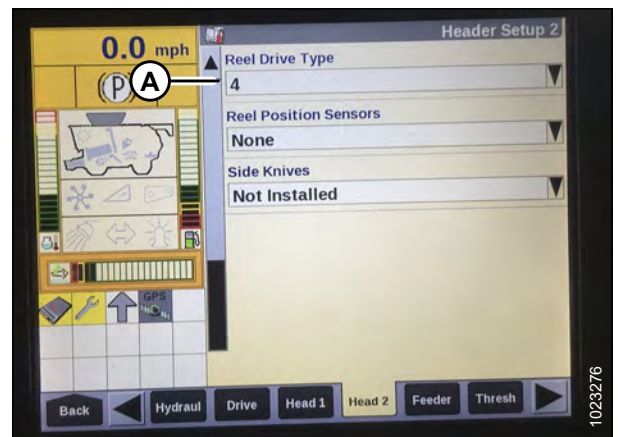 Header Setup 2
0.0 mph
(P)
A
Reel Drive Type
4
Reel Position Sensors
None
Side Knives
Not Installed
GPS
Back
Hydraul
Drive
Head 1
Head 2
Feeder
Thresh
1023276